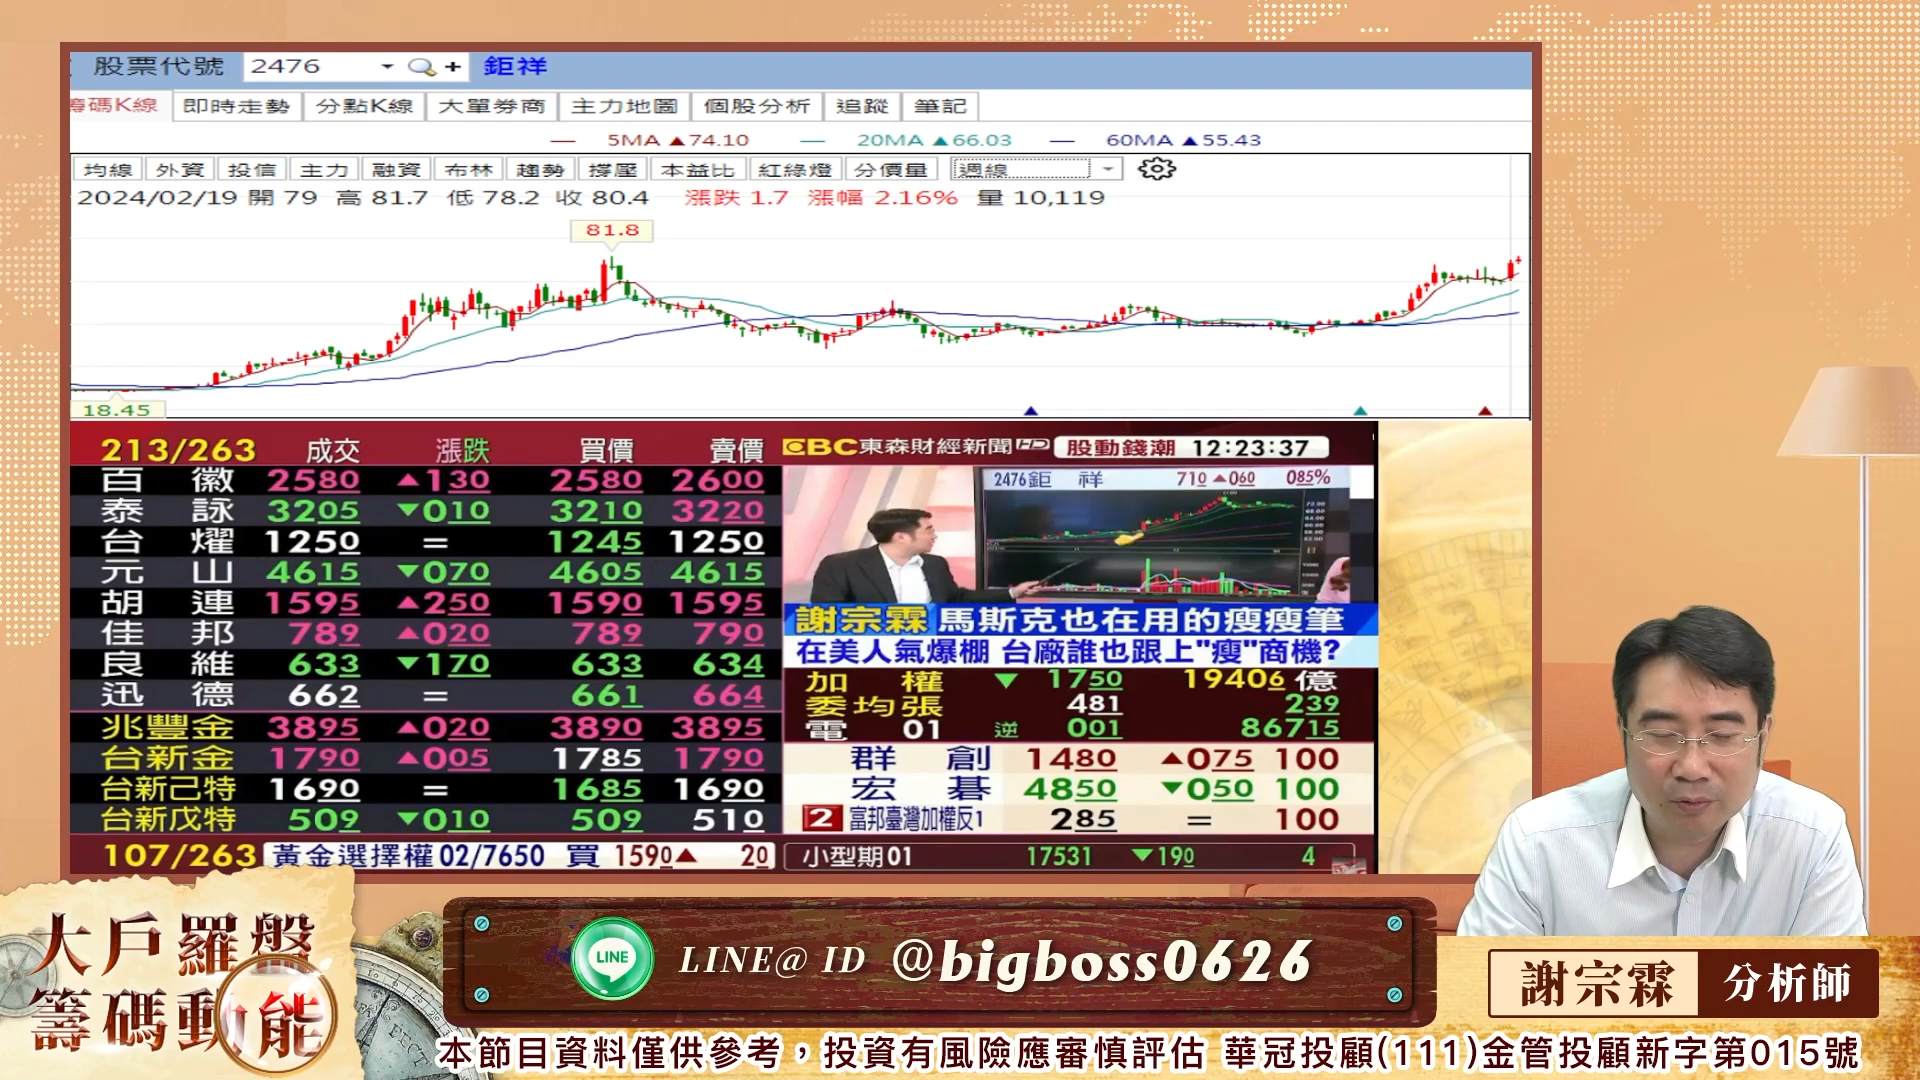 股票代號 2476 鉅祥
籌碼K線 即時走勢 分點K線 大單券商 主力地圖 個股分析 追蹤 筆記
5MA ▲74.10 20MA ▲66.03 60MA ▲55.43
均線 外資 投信 主力 融資 布林 趨勢 撐壓 本益比 紅綠燈 分價量 週線
2024/02/19 開 79 高 81.7 低 78.2 收 80.4 漲跌 1.7 漲幅 2.16% 量 10,119
81.8
18.45
213/263 成交 漲跌 買價 賣價
百徽 2580 ▲130 2580 2600
泰詠 3205 ▼010 3210 3220
台燿 1250 = 1245 1250
元山 4615 ▼070 4605 4615
胡連 1595 ▲250 1590 1595
佳邦 789 ▲020 789 790
良維 633 ▼170 633 634
迅德 662 = 661 664
兆豐金 3895 ▲020 3890 3895
台新金 1790 ▲005 1785 1790
台新己特 1690 = 1685 1690
台新戊特 509 ▼010 509 510
107/263 黃金選擇權 02/7650 買 1590▲ 20
EBC東森財經新聞HD 股動錢潮 12:23:37
2476鉅祥 710 ▲060 085%
謝宗霖 馬斯克也在用的瘦瘦筆
在美人氣爆棚 台廠誰也跟上"瘦"商機?
加權 ▼ 1750 19406億
委均張 481 239
電01 逆 001 86715
群創 1480 ▲075 100
宏碁 4850 ▼050 100
2 富邦臺灣加權反1 285 = 100
小型期01 17531 ▼190 4
大戶羅盤
籌碼動能
LINE LINE@ ID @bigboss0626
謝宗霖 分析師
本節目資料僅供參考，投資有風險應審慎評估 華冠投顧(111)金管投顧新字第015號